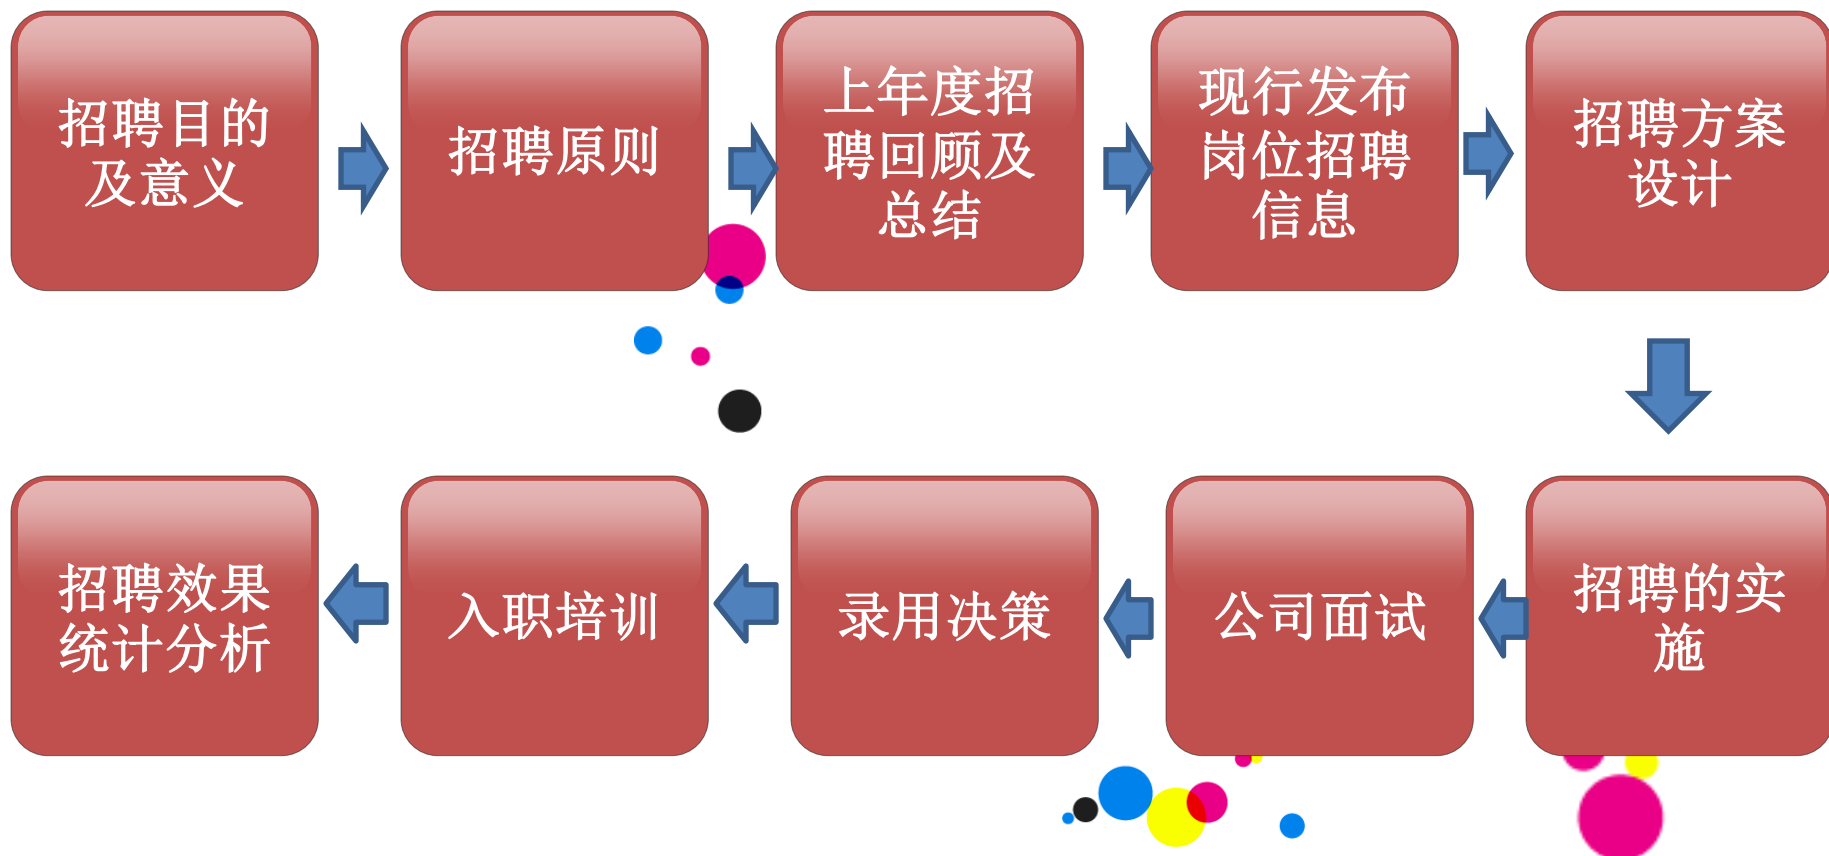 招聘目的
及意义
招聘原则
上年度招
聘回顾及
总结
现行发布
岗位招聘
信息
招聘方案
设计
招聘效果
统计分析
入职培训
录用决策
公司面试
招聘的实
施